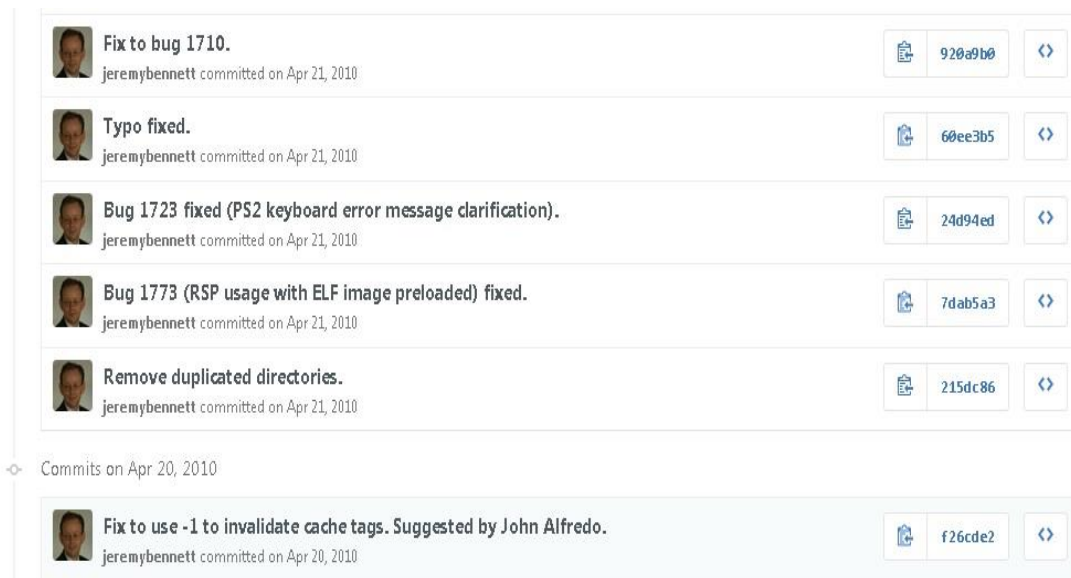 Fix to bug 1710.
jeremybennett committed on Apr 21, 2010
920a9b0
Typo fixed.
jeremybennett committed on Apr 21, 2010
60ee3b5
Bug 1723 fixed (PS2 keyboard error message clarification).
jeremybennett committed on Apr 21, 2010
24d94ed
Bug 1773 (RSP usage with ELF image preloaded) fixed.
jeremybennett committed on Apr 21, 2010
7dab5a3
Remove duplicated directories.
jeremybennett committed on Apr 21, 2010
215dc86
Commits on Apr 20, 2010
Fix to use -1 to invalidate cache tags. Suggested by John Alfredo.
jeremybennett committed on Apr 20, 2010
f26cde2